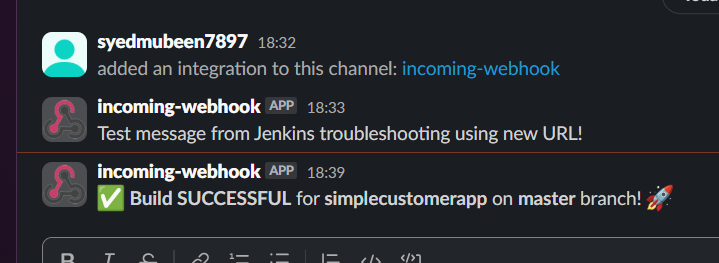 syedmubeen7897 18:32
added an integration to this channel: incoming-webhook
incoming-webhook APP 18:33
Test message from Jenkins troubleshooting using new URL!
incoming-webhook APP 18:39
✅ Build SUCCESSFUL for simplecustomerapp on master branch! 🚀